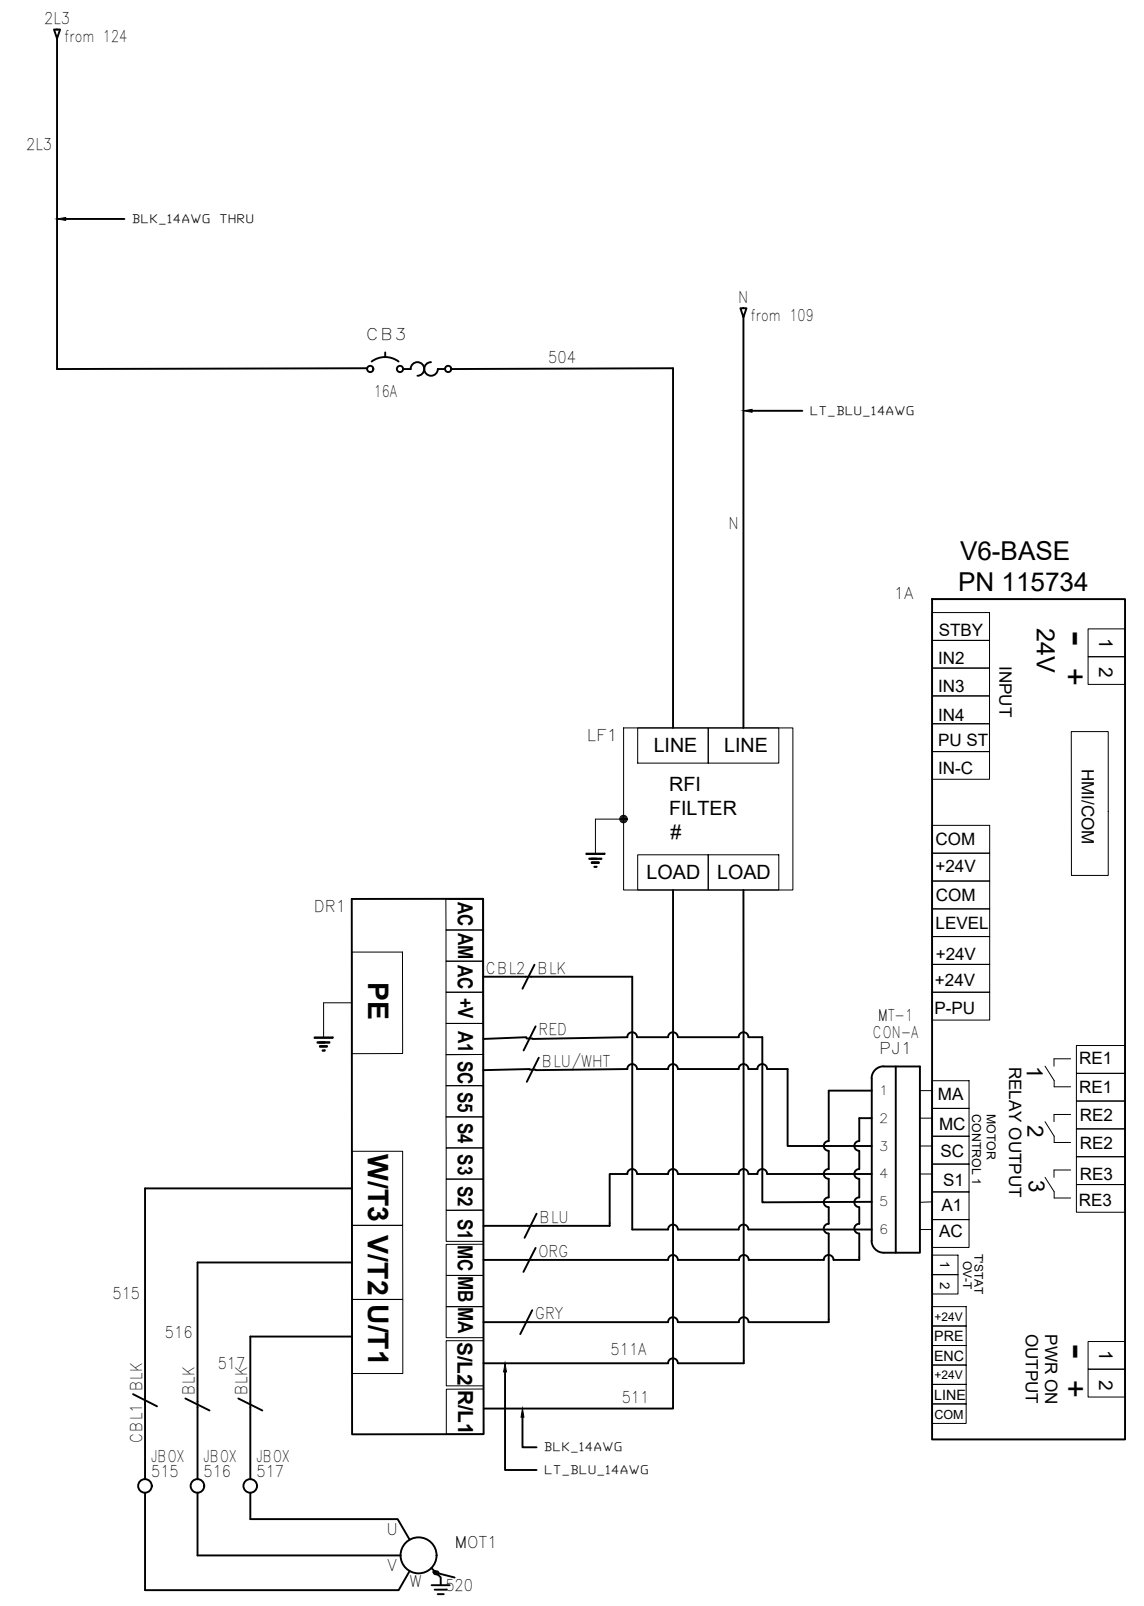 2L3
from 124
2L3
BLK_14AWG THRU
CB3
16A
504
N
from 109
LT_BLU_14AWG
N
V6-BASE
PN 115734
1A
STBY
IN2
IN3
IN4
PU ST
IN-C
INPUT
24V
- +
1
2
HMI/COM
COM
+24V
COM
LEVEL
+24V
+24V
P-PU
LF1
LINE
LINE
RFI
FILTER
#
LOAD
LOAD
DR1
PE
W/T3
V/T2
U/T1
AC
AM
AC
+V
A1
SC
S5
S4
S3
S2
S1
MC
MB
MA
S/L2
R/L1
CBL2
BLK
RED
BLU/WHT
BLU
ORG
GRY
511A
511
BLK_14AWG
LT_BLU_14AWG
MT-1
CON-A
PJ1
1
2
3
4
5
6
MA
MC
SC
S1
A1
AC
MOTOR
CONTROL 1
RE1
RE1
RE2
RE2
RE3
RE3
1
2
3
RELAY OUTPUT
1
2
T'STAT
OV-T
+24V
PRE
ENC
+24V
LINE
COM
PWR ON
OUTPUT
- +
1
2
515
516
517
CBL1
BLK
BLK
BLK
JBOX
515
JBOX
516
JBOX
517
U
V
W
MOT1
520